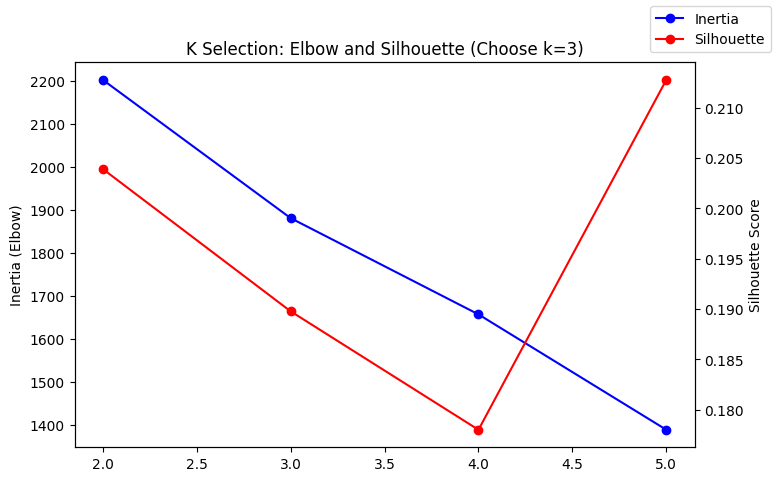 Inertia
Silhouette
K Selection: Elbow and Silhouette (Choose k=3)
Inertia (Elbow)
2200
2100
2000
1900
1800
1700
1600
1500
1400
0.210
0.205
0.200
0.195
0.190
0.185
0.180
Silhouette Score
2.0 2.5 3.0 3.5 4.0 4.5 5.0